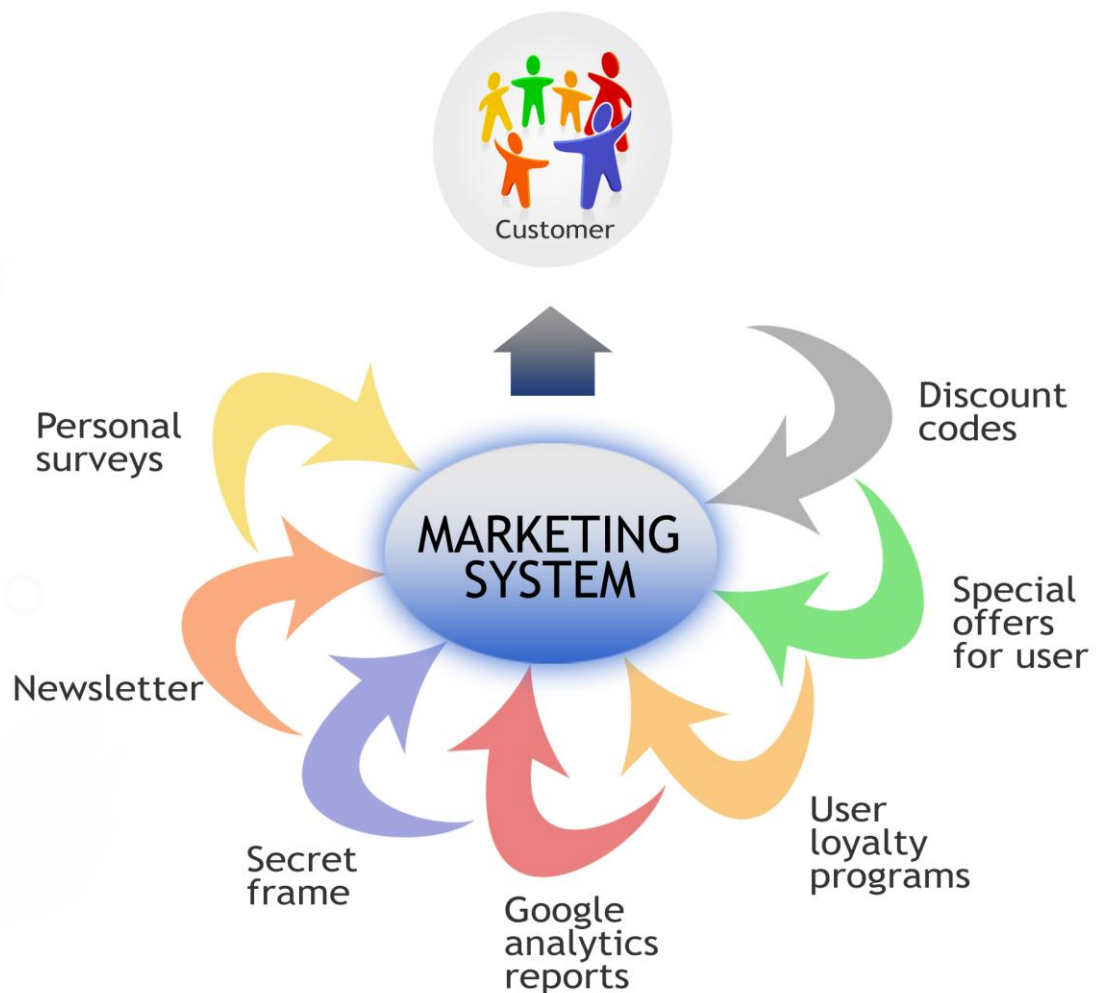 Customer
Personal
surveys
Discount
codes
MARKETING
SYSTEM
Special
offers
for user
Newsletter
User
loyalty
programs
Secret
frame
Google
analytics
reports